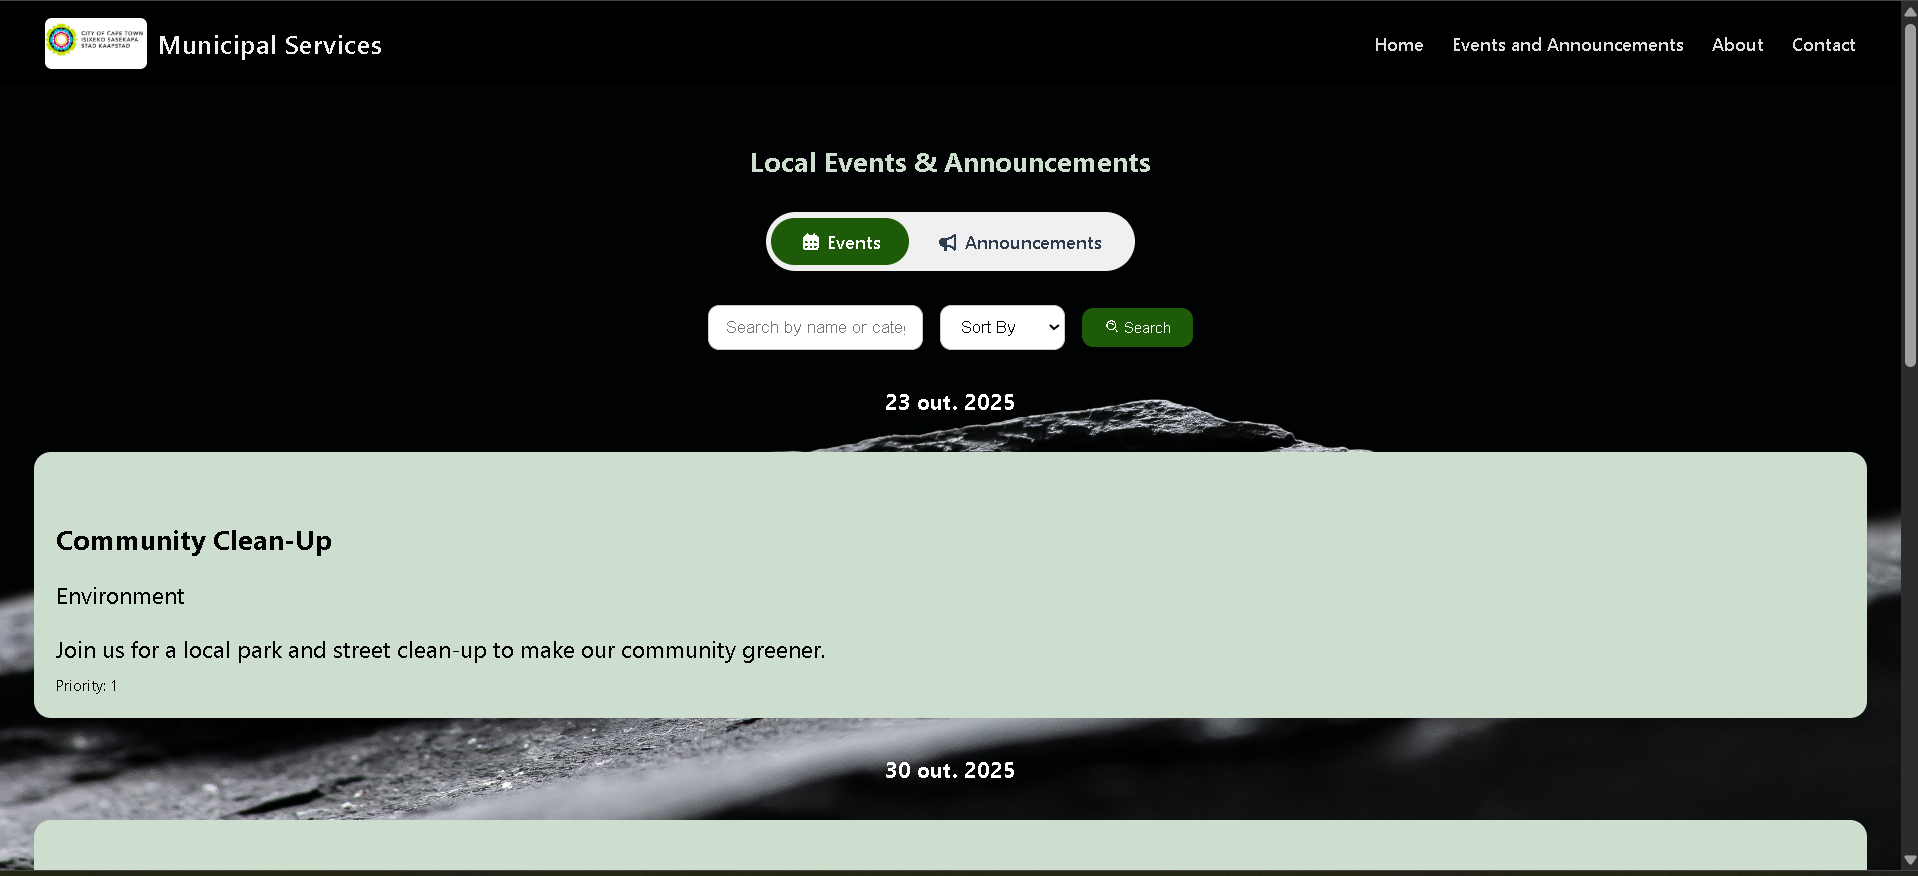 CITY OF CAPE TOWN
ISIXEKO SASEKAPA
STAD KAAPSTAD
Municipal Services
Home
Events and Announcements
About
Contact
Local Events & Announcements
Events
Announcements
Search by name or cate
Sort By
Search
23 out. 2025
Community Clean-Up
Environment
Join us for a local park and street clean-up to make our community greener.
Priority: 1
30 out. 2025